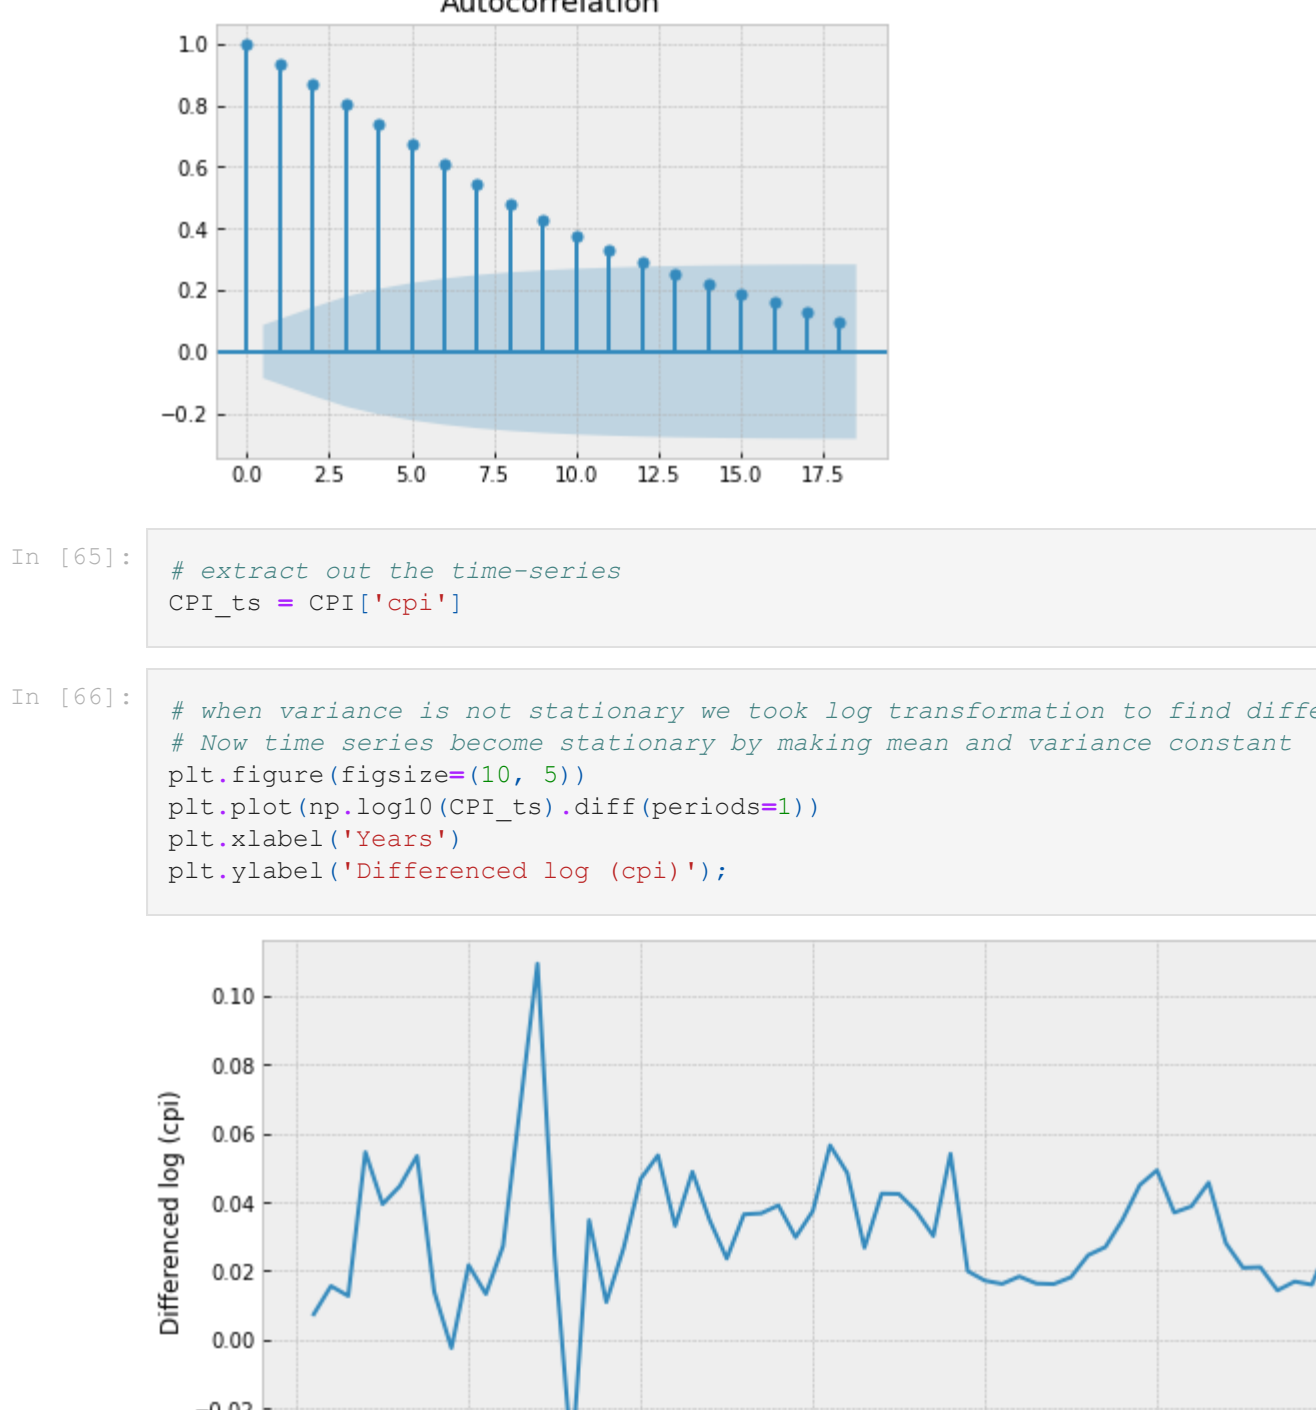 Autocorrelation
1.0
0.8
0.6
0.4
0.2
0.0
−0.2
0.0 2.5 5.0 7.5 10.0 12.5 15.0 17.5
In [65]:
# extract out the time-series
CPI_ts = CPI['cpi']
In [66]:
# when variance is not stationary we took log transformation to find diffe
# Now time series become stationary by making mean and variance constant
plt.figure(figsize=(10, 5))
plt.plot(np.log10(CPI_ts).diff(periods=1))
plt.xlabel('Years')
plt.ylabel('Differenced log (cpi)');
0.10
0.08
0.06
0.04
0.02
0.00
−0.02
Differenced log (cpi)